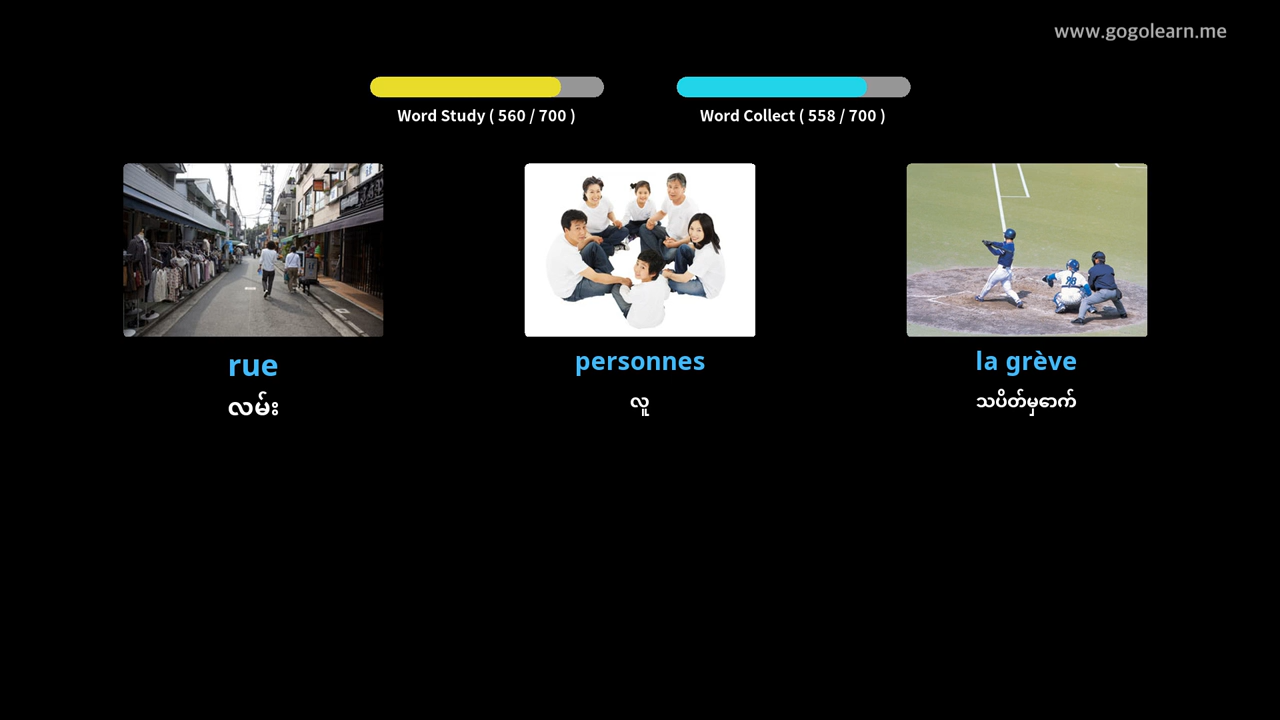 www.gogolearn.me
Word Study ( 560 / 700 )
Word Collect ( 558 / 700 )
rue
personnes
la grève
လမ်း
လူ
သပိတ်မှောက်